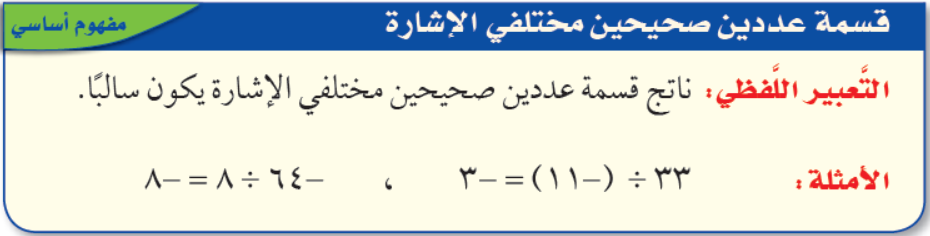 قسمة عددين صحيحين مختلفي الإشارة
مفهوم أساسي
التَّعبير اللَّفظي: ناتج قسمة عددين صحيحين مختلفي الإشارة يكون سالبًا.
الأمثلة: ٣٣ ÷ (−١١) = −٣ ، −٦٤ ÷ ٨ = −٨